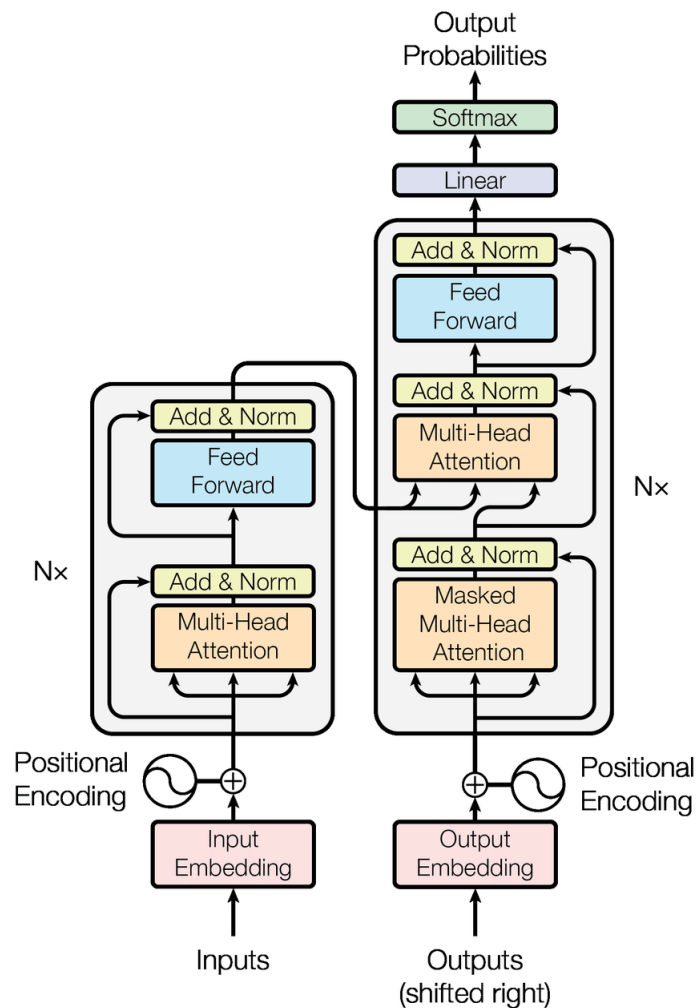 Output
Probabilities
Softmax
Linear
Add & Norm
Feed
Forward
Add & Norm
Multi-Head
Attention
Nx
Add & Norm
Masked
Multi-Head
Attention
Add & Norm
Feed
Forward
Nx
Add & Norm
Multi-Head
Attention
Positional
Encoding
Positional
Encoding
Input
Embedding
Output
Embedding
Inputs
Outputs
(shifted right)